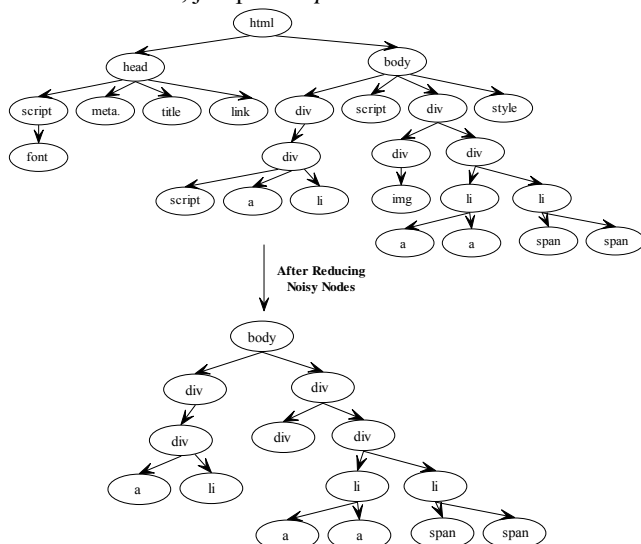 html
head
body
script
meta.
title
link
div
script
div
style
font
div
div
div
script
a
li
img
li
li
a
a
span
span
After Reducing
Noisy Nodes
body
div
div
div
div
div
a
li
li
li
a
a
span
span